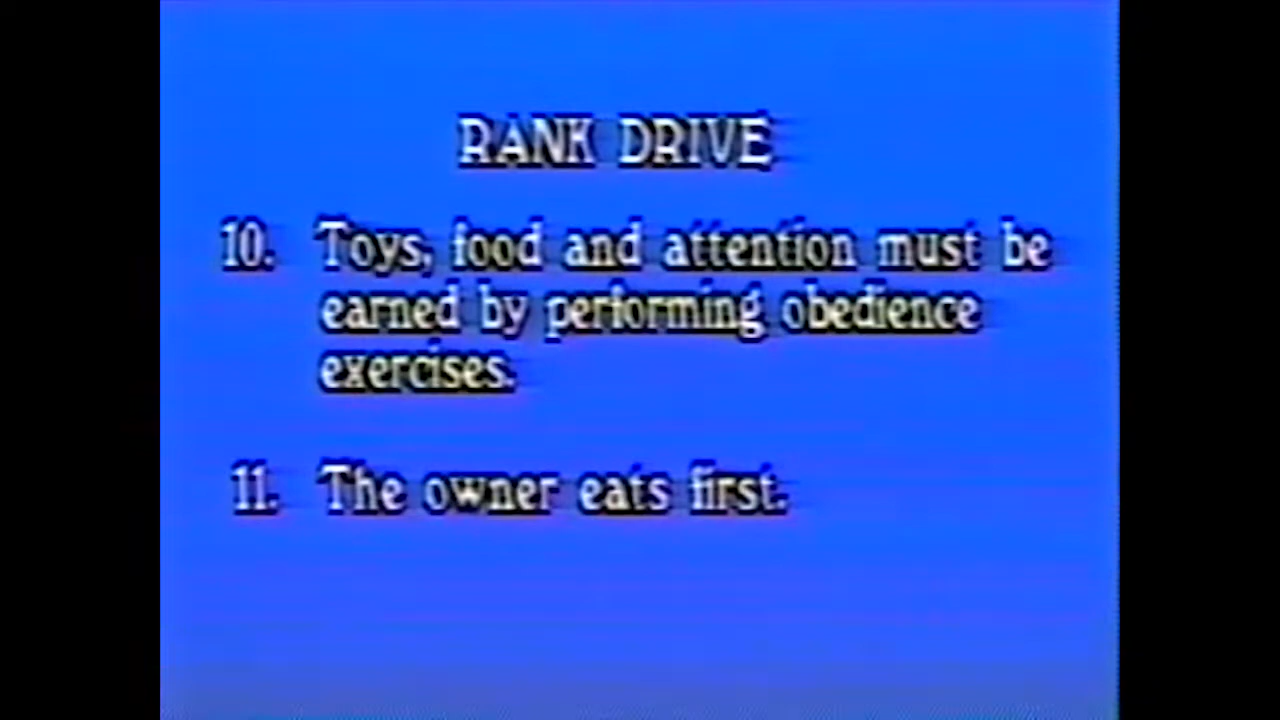 RANK DRIVE
10. Toys, food and attention must be
earned by performing obedience
exercises.
11. The owner eats first.